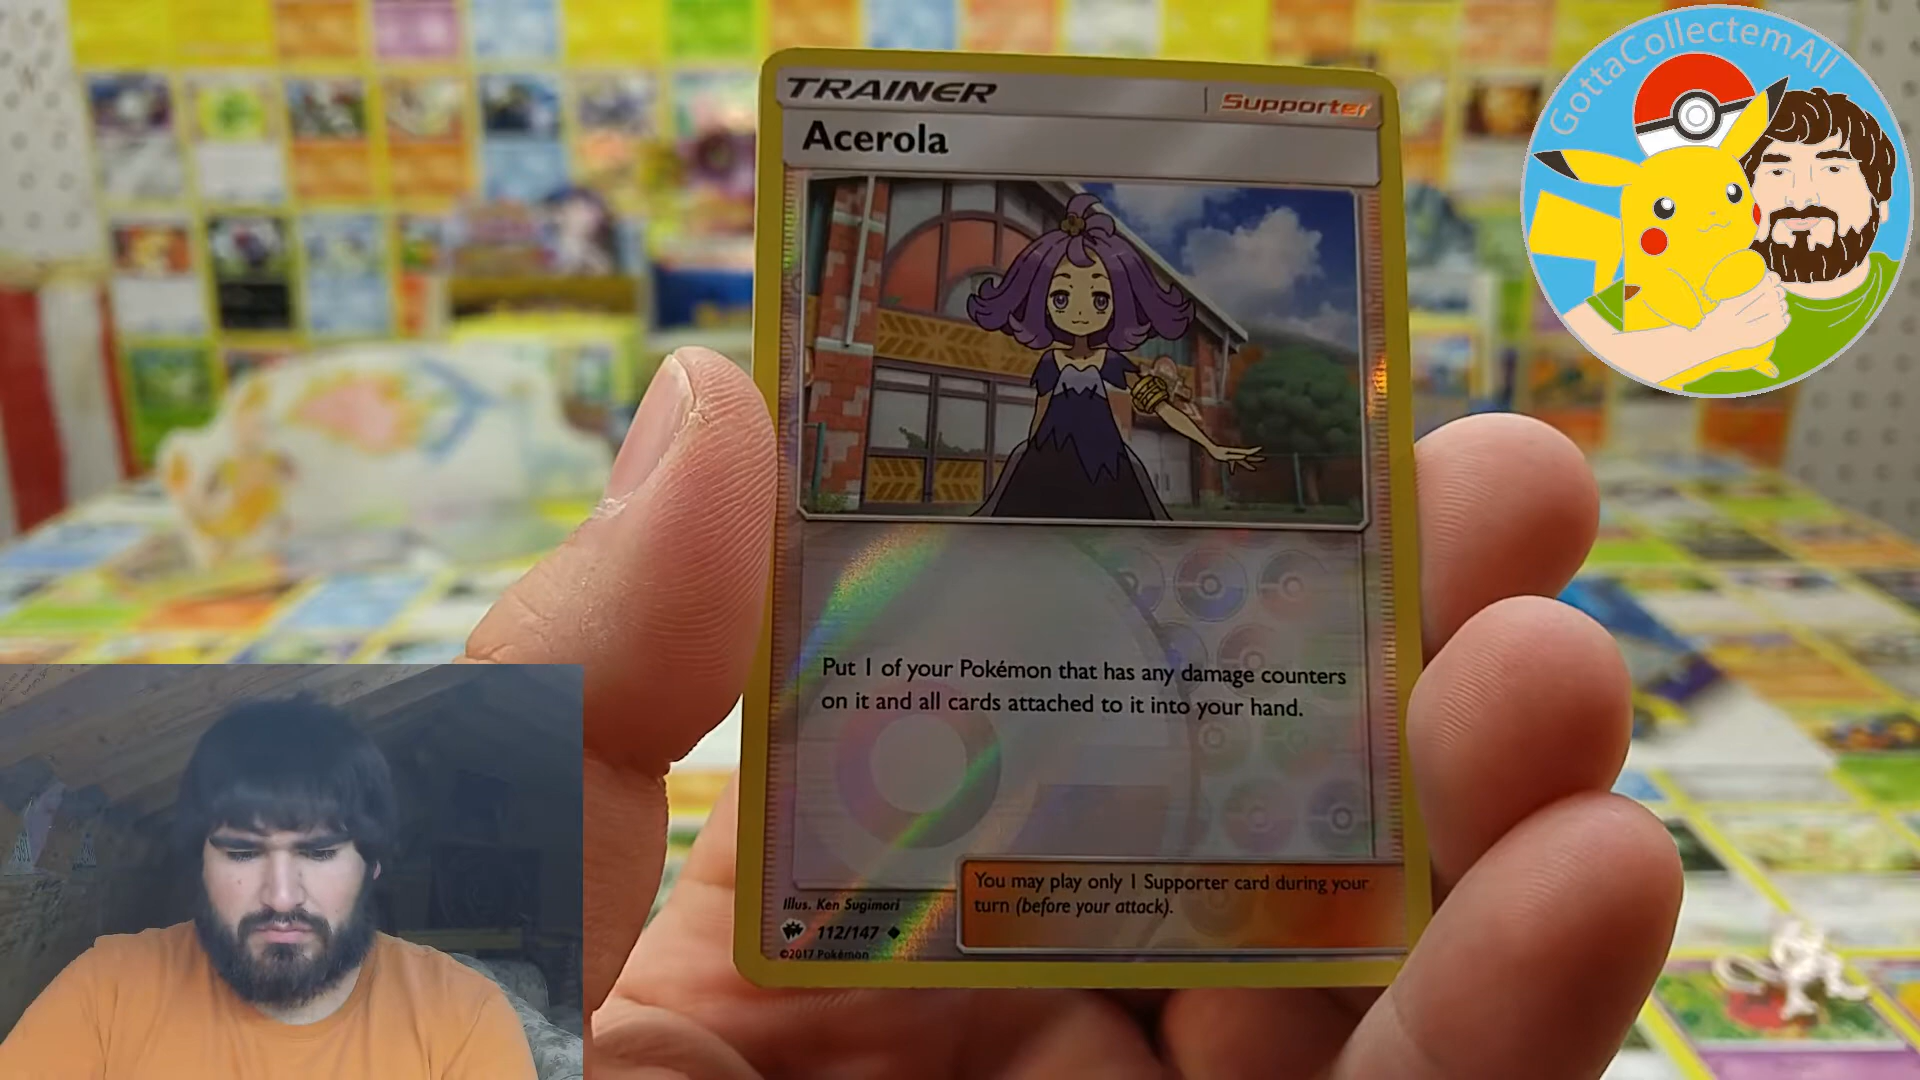 GottaCollectemAll
TRAINER
Supporter
Acerola
Put 1 of your Pokémon that has any damage counters
on it and all cards attached to it into your hand.
You may play only 1 Supporter card during your
turn (before your attack).
Illus. Ken Sugimori
112/147
©2017 Pokémon